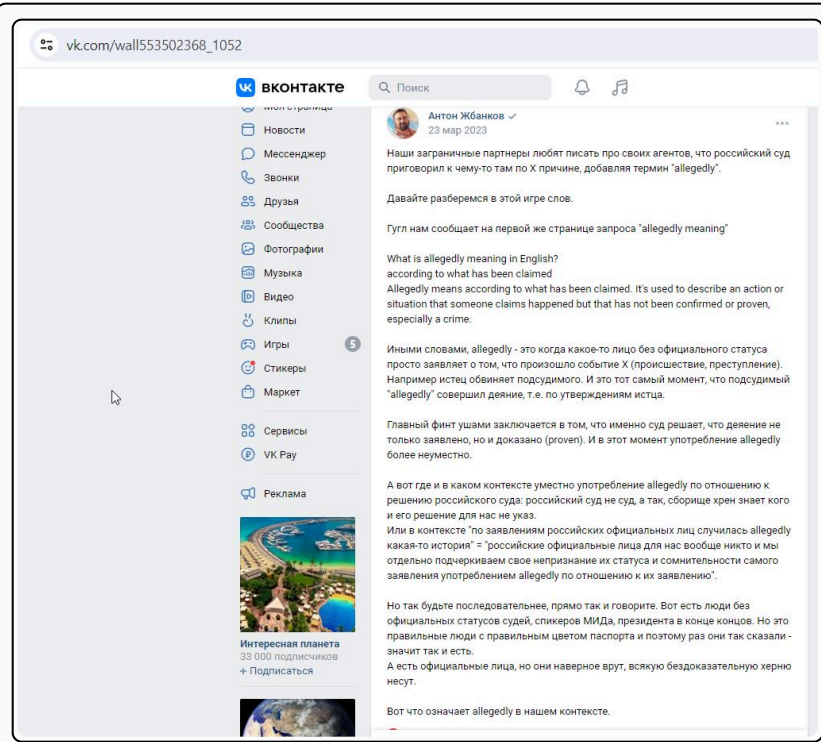 vk.com/wall553502368_1052
ВКОНТАКТЕ
Поиск
Моя страница
Новости
Мессенджер
Звонки
Друзья
Сообщества
Фотографии
Музыка
Видео
Клипы
Игры
5
Стикеры
Маркет
Сервисы
VK Pay
Реклама
Интересная планета
33 000 подписчиков
+ Подписаться
Антон Жбанков
23 мар 2023
Наши заграничные партнеры любят писать про своих агентов, что российский суд
приговорил к чему-то там по X причине, добавляя термин "allegedly".
Давайте разберемся в этой игре слов.
Гугл нам сообщает на первой же странице запроса "allegedly meaning"
What is allegedly meaning in English?
according to what has been claimed
Allegedly means according to what has been claimed. It's used to describe an action or
situation that someone claims happened but that has not been confirmed or proven,
especially a crime.
Иными словами, allegedly - это когда какое-то лицо без официального статуса
просто заявляет о том, что произошло событие X (происшествие, преступление).
Например истец обвиняет подсудимого. И это тот самый момент, что подсудимый
"allegedly" совершил деяние, т.е. по утверждениям истца.
Главный финт ушами заключается в том, что именно суд решает, что деяение не
только заявлено, но и доказано (proven). И в этот момент употребление allegedly
более неуместно.
А вот где и в каком контексте уместно употребление allegedly по отношению к
решению российского суда: российский суд не суд, а так, сборище хрен знает кого
и его решение для нас не указ.
Или в контексте "по заявлениям российских официальных лиц случилась allegedly
какая-то история" = "российские официальные лица для нас вообще никто и мы
отдельно подчеркиваем свое непризнание их статуса и сомнительности самого
заявления употреблением allegedly по отношению к их заявлению".
Но так будьте последовательнее, прямо так и говорите. Вот есть люди без
официальных статусов судей, спикеров МИДа, президента в конце концов. Но это
правильные люди с правильным цветом паспорта и поэтому раз они так сказали -
значит так и есть.
А есть официальные лица, но они наверное врут, всякую бездоказательную херню
несут.
Вот что означает allegedly в нашем контексте.